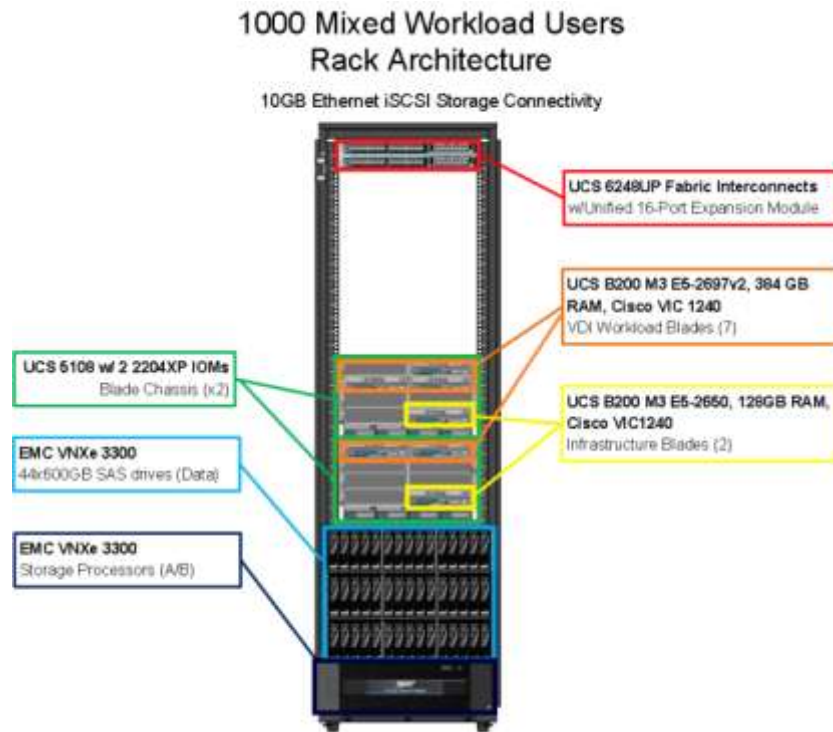 1000 Mixed Workload Users
Rack Architecture
10GB Ethernet iSCSI Storage Connectivity
UCS 6248UP Fabric Interconnects
w/Unified 16-Port Expansion Module
UCS B200 M3 E5-2697v2, 384 GB
RAM, Cisco VIC 1240
VDI Workload Blades (7)
UCS 5108 w/ 2 2204XP IOMs
Blade Chassis (x2)
UCS B200 M3 E5-2650, 128GB RAM,
Cisco VIC1240
Infrastructure Blades (2)
EMC VNXe 3300
44x600GB SAS drives (Data)
EMC VNXe 3300
Storage Processors (A/B)